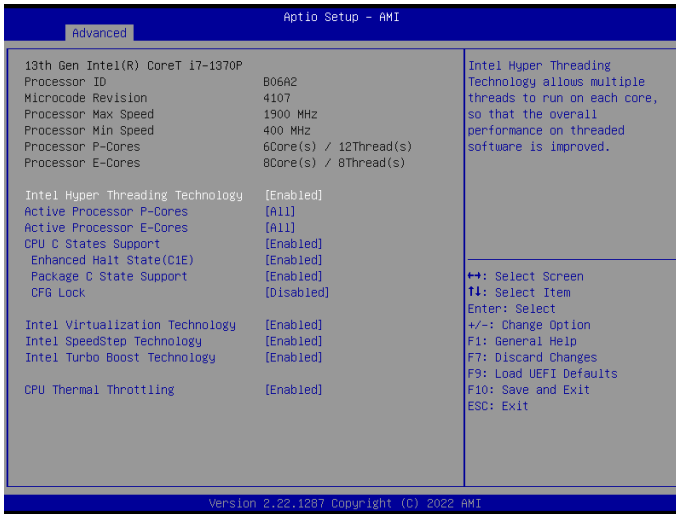 Aptio Setup – AMI
Advanced
13th Gen Intel(R) CoreT i7-1370P
Processor ID B06A2
Microcode Revision 4107
Processor Max Speed 1900 MHz
Processor Min Speed 400 MHz
Processor P-Cores 6Core(s) / 12Thread(s)
Processor E-Cores 8Core(s) / 8Thread(s)
Intel Hyper Threading Technology [Enabled]
Active Processor P-Cores [All]
Active Processor E-Cores [All]
CPU C States Support [Enabled]
Enhanced Halt State(C1E) [Enabled]
Package C State Support [Enabled]
CFG Lock [Disabled]
Intel Virtualization Technology [Enabled]
Intel SpeedStep Technology [Enabled]
Intel Turbo Boost Technology [Enabled]
CPU Thermal Throttling [Enabled]
Intel Hyper Threading
Technology allows multiple
threads to run on each core,
so that the overall
performance on threaded
software is improved.
↔: Select Screen
↑↓: Select Item
Enter: Select
+/-: Change Option
F1: General Help
F7: Discard Changes
F9: Load UEFI Defaults
F10: Save and Exit
ESC: Exit
Version 2.22.1287 Copyright (C) 2022 AMI